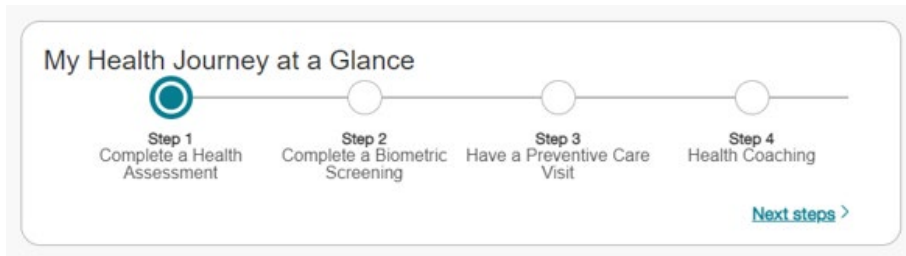 My Health Journey at a Glance
Step 1
Complete a Health
Assessment
Step 2
Complete a Biometric
Screening
Step 3
Have a Preventive Care
Visit
Step 4
Health Coaching
Next steps >